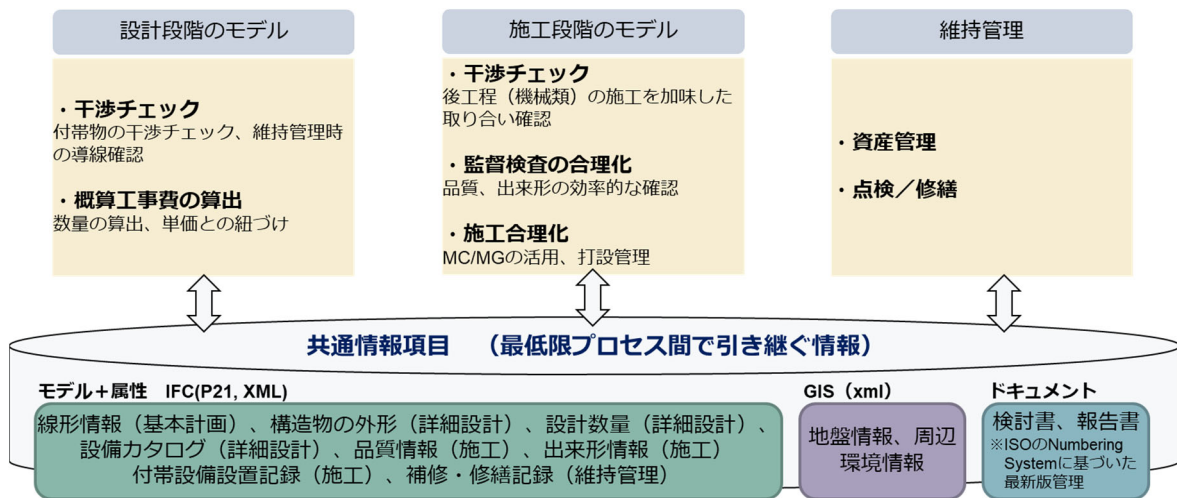 設計段階のモデル
・干渉チェック
付帯物の干渉チェック、維持管理時
の導線確認
・概算工事費の算出
数量の算出、単価との紐づけ
施工段階のモデル
・干渉チェック
後工程（機械類）の施工を加味した
取り合い確認
・監督検査の合理化
品質、出来形の効率的な確認
・施工合理化
MC/MGの活用、打設管理
維持管理
・資産管理
・点検／修繕
共通情報項目　（最低限プロセス間で引き継ぐ情報）
モデル＋属性 IFC(P21, XML)
線形情報（基本計画）、構造物の外形（詳細設計）、設計数量（詳細設計）、
設備カタログ（詳細設計）、品質情報（施工）、出来形情報（施工）
付帯設備設置記録（施工）、補修・修繕記録（維持管理）
GIS（xml）
地盤情報、周辺
環境情報
ドキュメント
検討書、報告書
※ISOのNumbering
Systemに基づいた
最新版管理